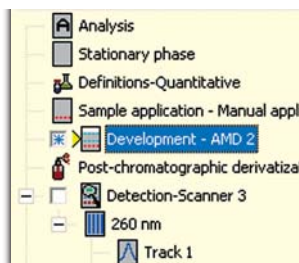 Analysis
Stationary phase
Definitions-Quantitative
Sample application - Manual appl
Development - AMD 2
Post-chromatographic derivatiza
Detection-Scanner 3
260 nm
Track 1